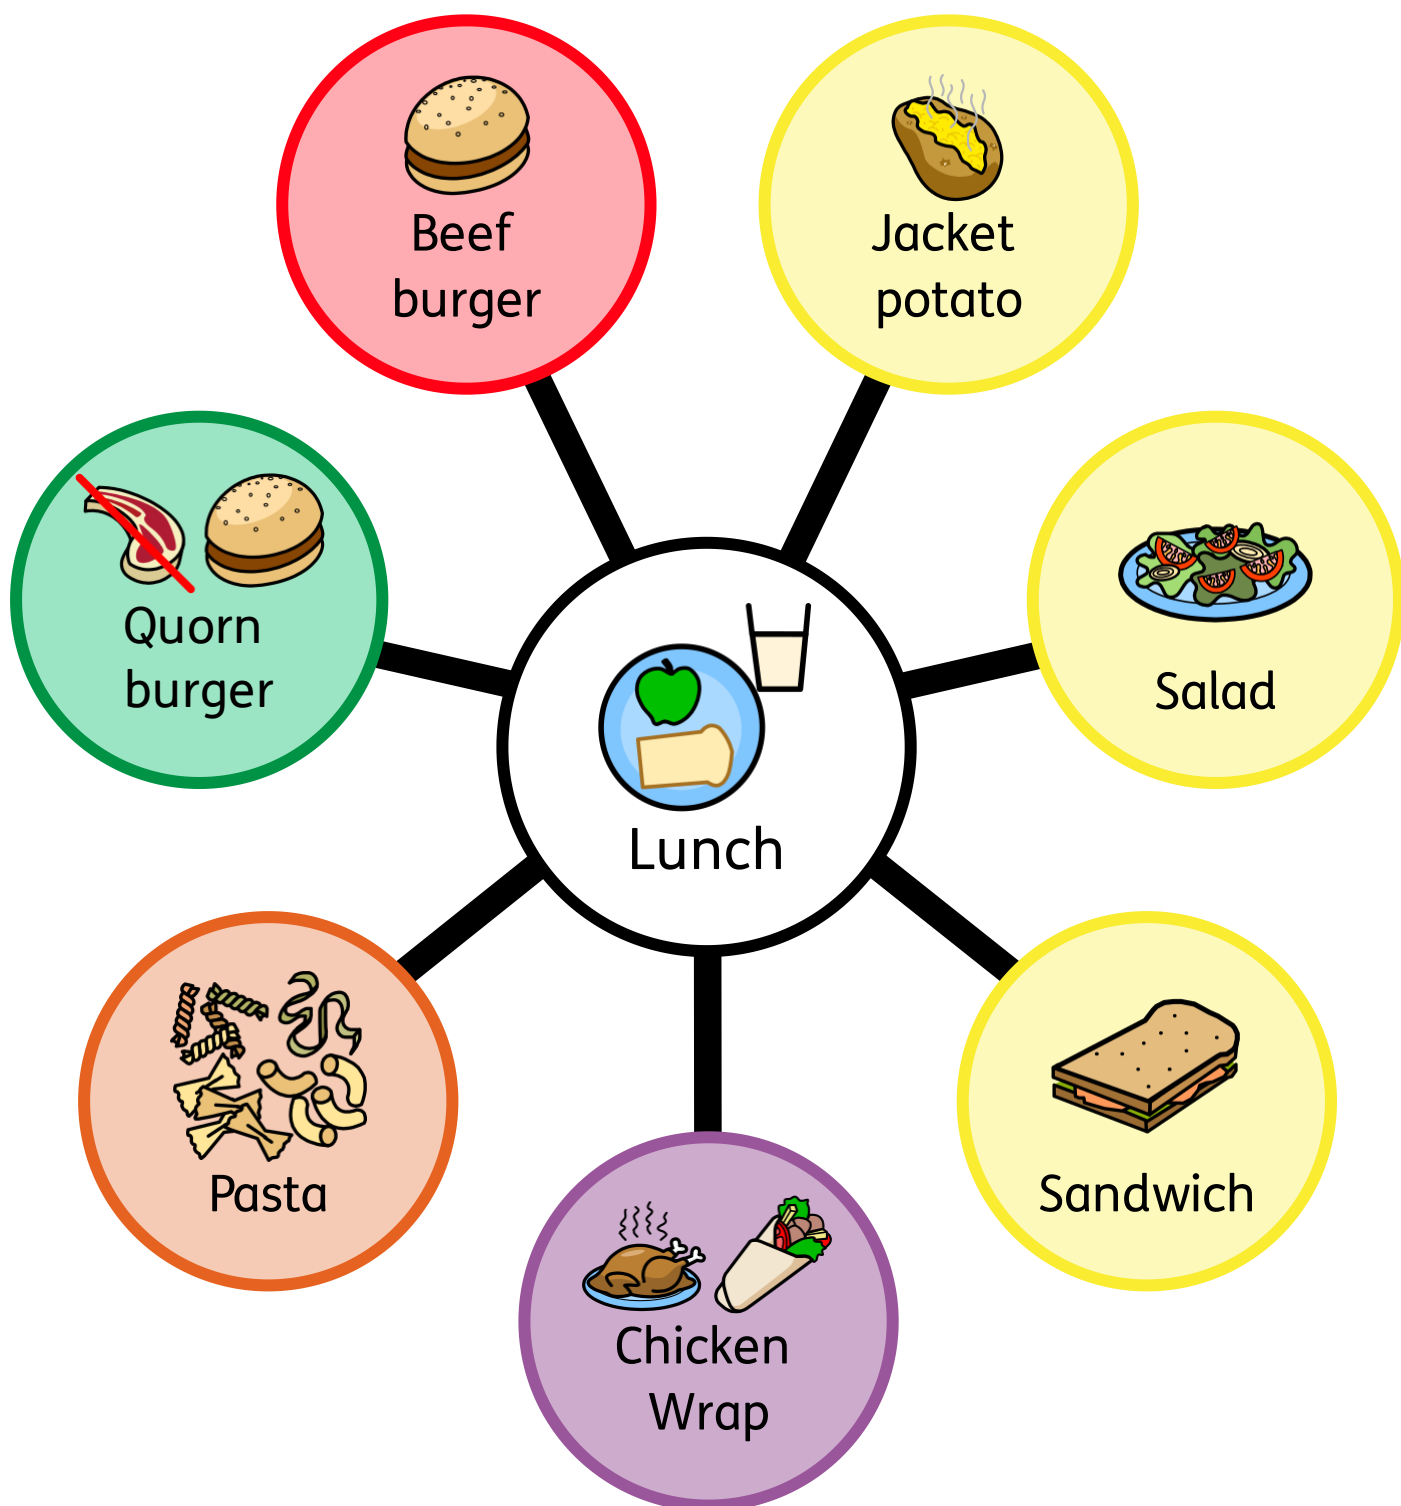 Beef
burger
Jacket
potato
Quorn
burger
Salad
Lunch
Pasta
Sandwich
Chicken
Wrap